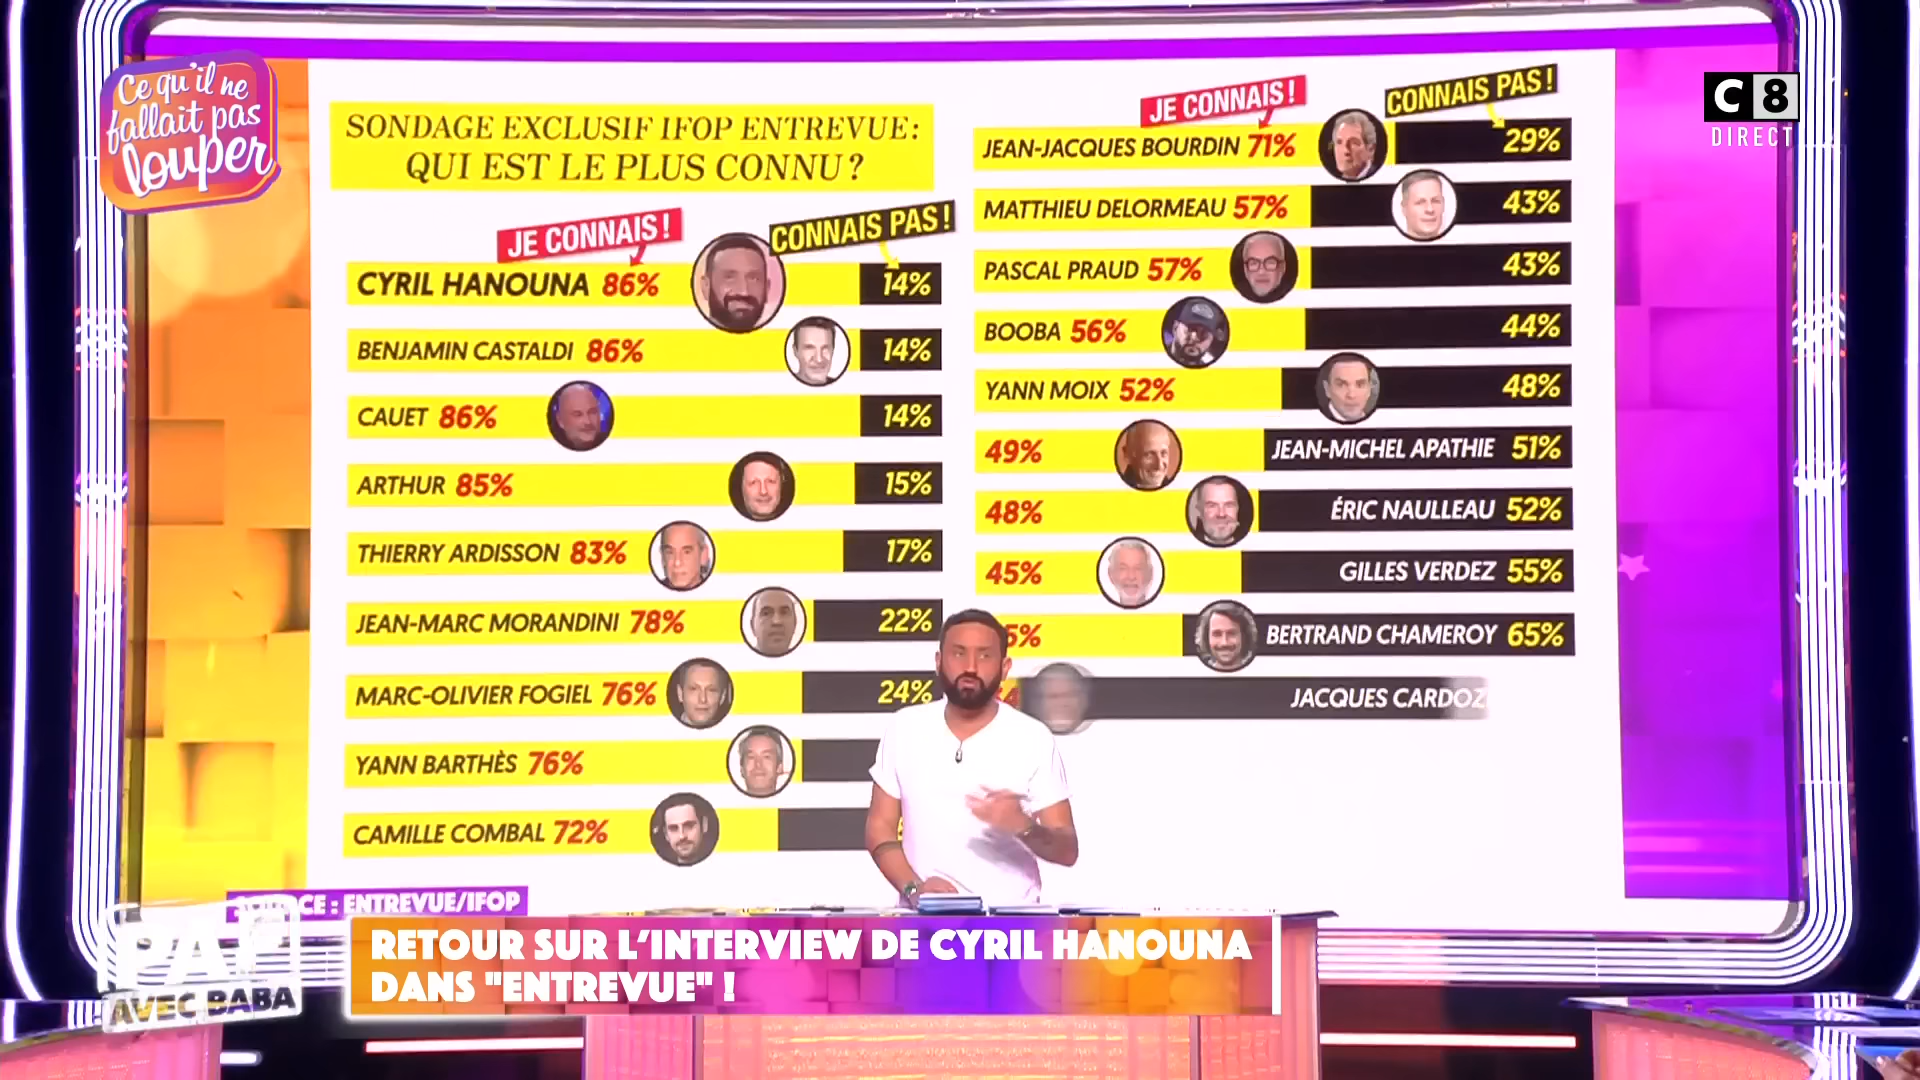 Ce qu'il ne
fallait pas
louper
C8
DIRECT
SONDAGE EXCLUSIF IFOP ENTREVUE :
QUI EST LE PLUS CONNU ?
JE CONNAIS !
CONNAIS PAS !
CYRIL HANOUNA 86% 14%
BENJAMIN CASTALDI 86% 14%
CAUET 86% 14%
ARTHUR 85% 15%
THIERRY ARDISSON 83% 17%
JEAN-MARC MORANDINI 78% 22%
MARC-OLIVIER FOGIEL 76% 24%
YANN BARTHÈS 76%
CAMILLE COMBAL 72%
JE CONNAIS !
CONNAIS PAS !
JEAN-JACQUES BOURDIN 71% 29%
MATTHIEU DELORMEAU 57% 43%
PASCAL PRAUD 57% 43%
BOOBA 56% 44%
YANN MOIX 52% 48%
49% JEAN-MICHEL APATHIE 51%
48% ÉRIC NAULLEAU 52%
45% GILLES VERDEZ 55%
5% BERTRAND CHAMEROY 65%
JACQUES CARDOZ
: ENTREVUE/IFOP
PAF
AVEC BABA
RETOUR SUR L'INTERVIEW DE CYRIL HANOUNA
DANS "ENTREVUE" !